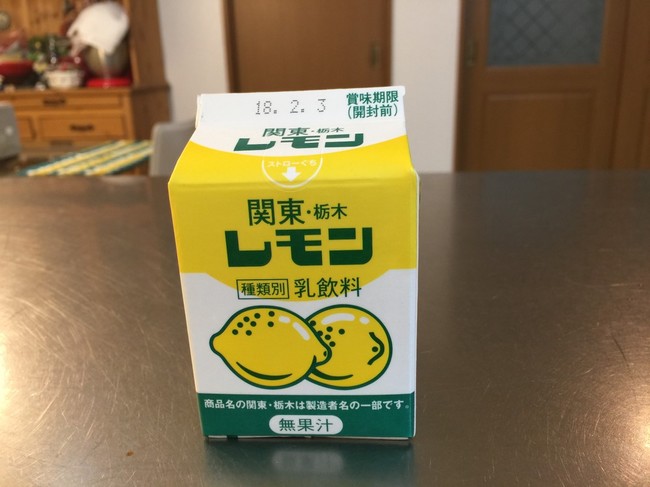 18. 2. 3
賞味期限
(開封前)
関東・栃木
レモン
ストローぐち
関東・栃木
レモン
種類別 乳飲料
商品名の関東・栃木は製造者名の一部です。
無果汁